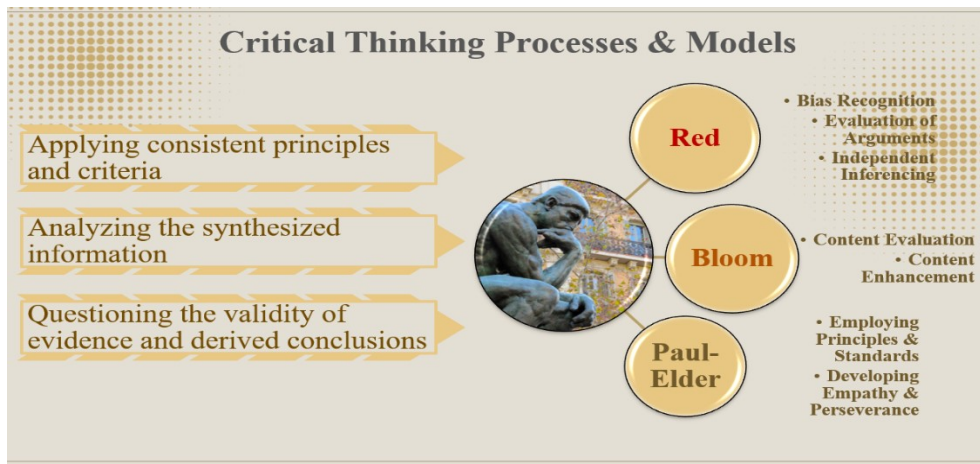 Critical Thinking Processes & Models
Applying consistent principles
and criteria
Analyzing the synthesized
information
Questioning the validity of
evidence and derived conclusions
Red
• Bias Recognition
• Evaluation of
Arguments
• Independent
Inferencing
Bloom
• Content Evaluation
• Content
Enhancement
Paul-
Elder
• Employing
Principles &
Standards
• Developing
Empathy &
Perseverance